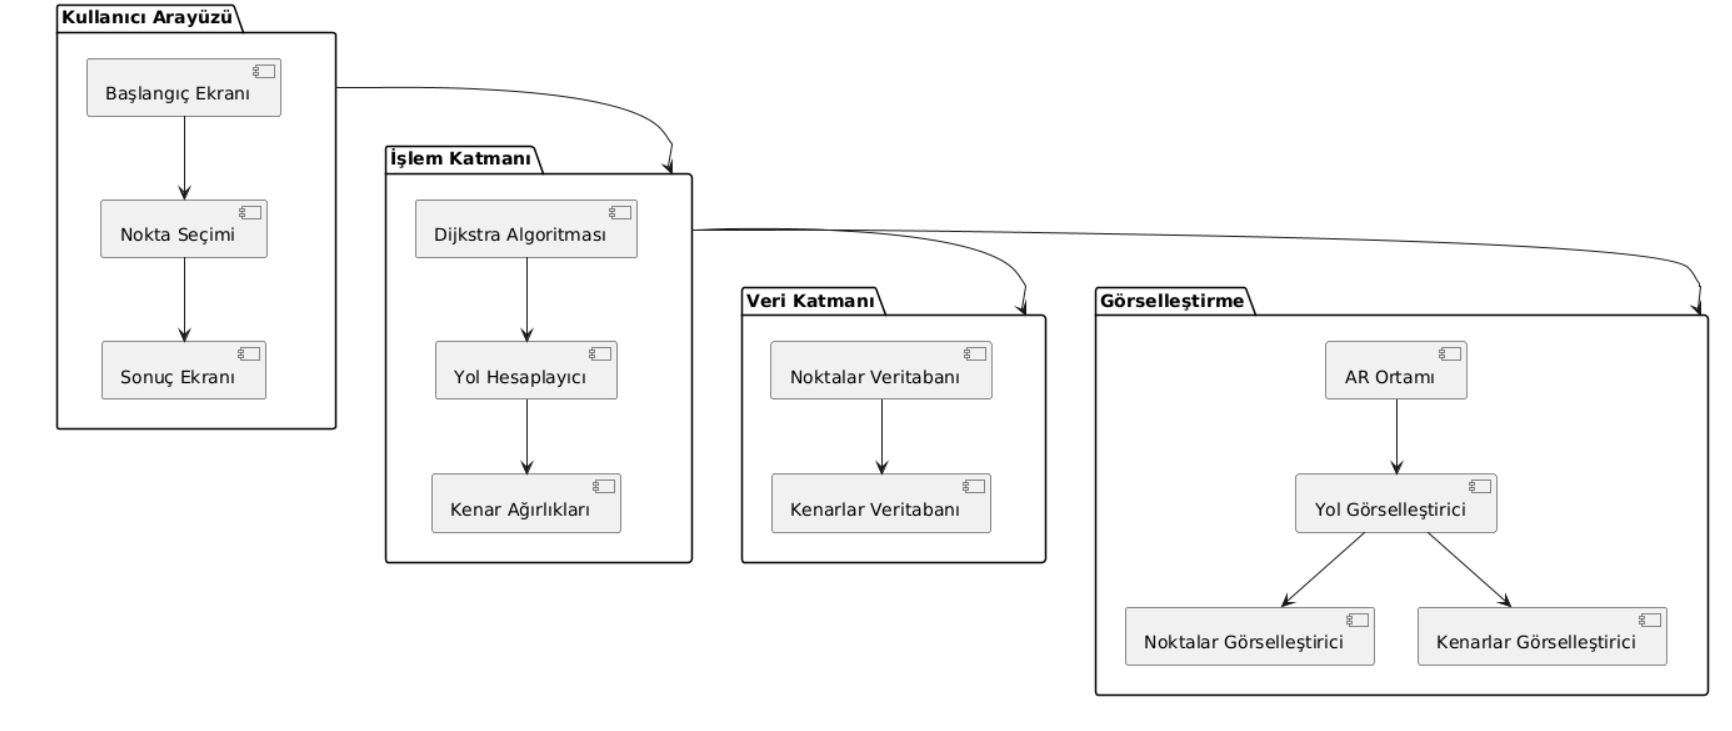 Kullanıcı Arayüzü
Başlangıç Ekranı
Nokta Seçimi
Sonuç Ekranı
İşlem Katmanı
Dijkstra Algoritması
Yol Hesaplayıcı
Kenar Ağırlıkları
Veri Katmanı
Noktalar Veritabanı
Kenarlar Veritabanı
Görselleştirme
AR Ortamı
Yol Görselleştirici
Noktalar Görselleştirici
Kenarlar Görselleştirici